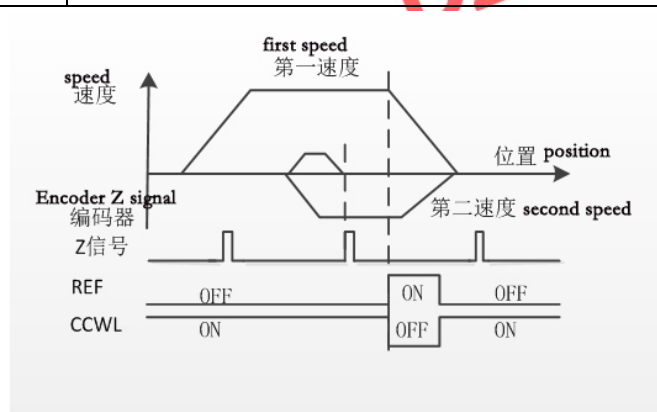 first speed
第一速度
speed
速度
位置 position
Encoder Z signal
编码器
第二速度 second speed
Z信号
REF OFF ON OFF
CCWL ON OFF ON